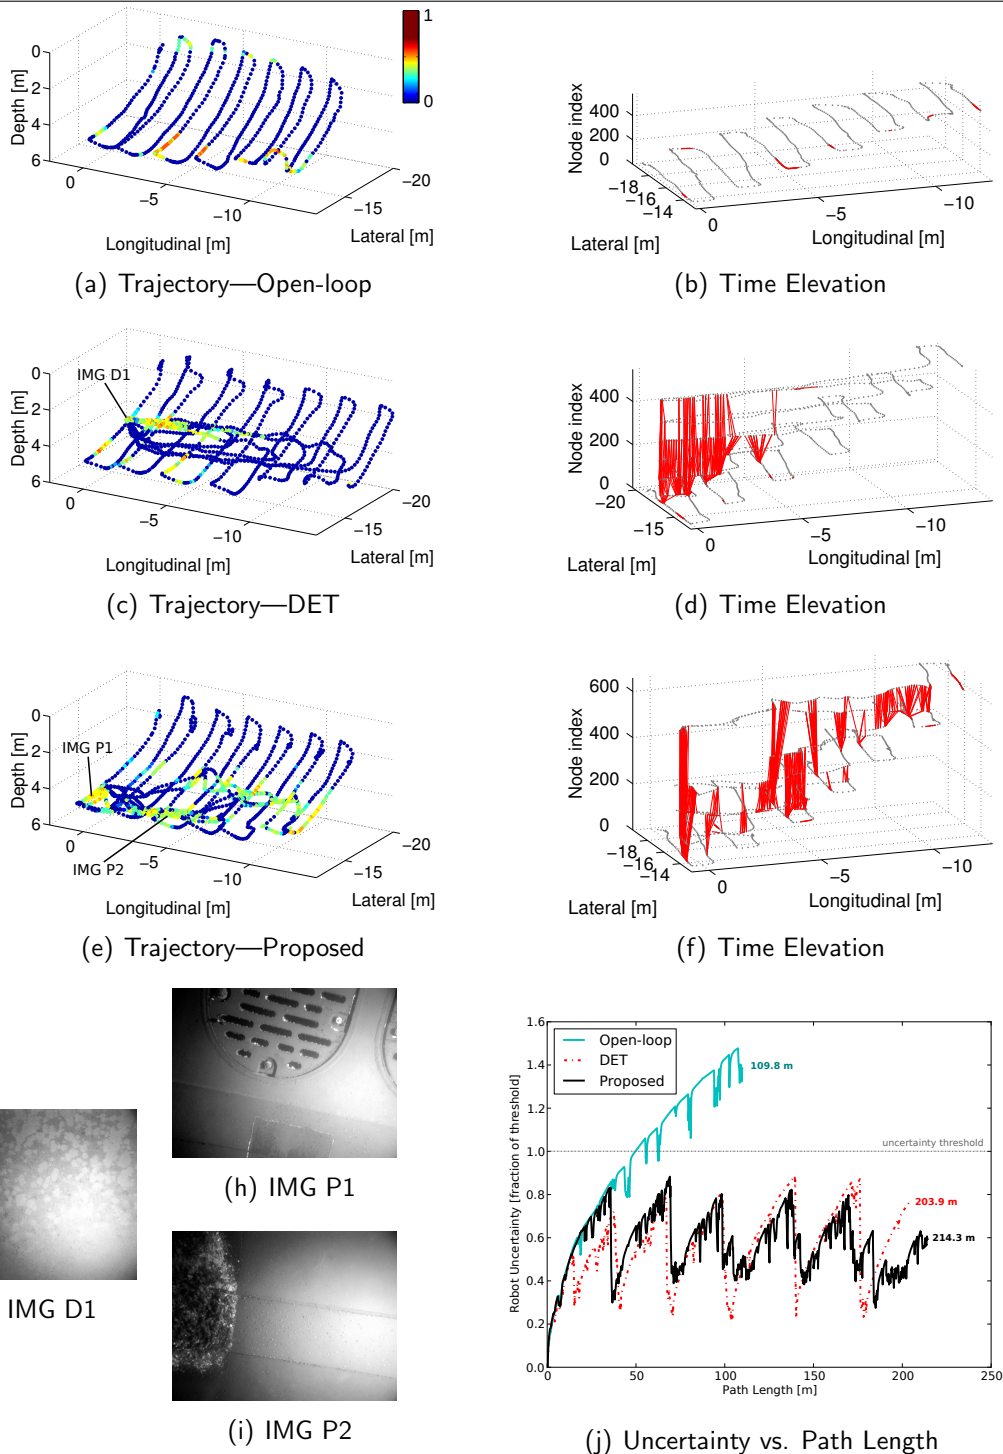 1
0
0
2
4
6
Depth [m]
0
−5
−10
−20
−15
Longitudinal [m]
Lateral [m]
(a) Trajectory—Open-loop
400
200
0
Node index
−18
−16
−14
0
−5
−10
Lateral [m]
Longitudinal [m]
(b) Time Elevation
IMG D1
0
2
4
6
Depth [m]
0
−5
−10
−20
−15
Longitudinal [m]
Lateral [m]
(c) Trajectory—DET
400
200
0
Node index
−20
−15
0
−5
−10
Lateral [m]
Longitudinal [m]
(d) Time Elevation
IMG P1
IMG P2
0
2
4
6
Depth [m]
0
−5
−10
−20
−15
Longitudinal [m]
Lateral [m]
(e) Trajectory—Proposed
600
400
200
0
Node index
−18
−16
−14
0
−5
−10
Lateral [m]
Longitudinal [m]
(f) Time Elevation
IMG D1
(h) IMG P1
(i) IMG P2
1.6
1.4
1.2
1.0
0.8
0.6
0.4
0.2
0.0
Robot Uncertainty [fraction of threshold]
Open-loop
DET
Proposed
109.8 m
uncertainty threshold
203.9 m
214.3 m
0
50
100
150
200
250
Path Length [m]
(j) Uncertainty vs. Path Length